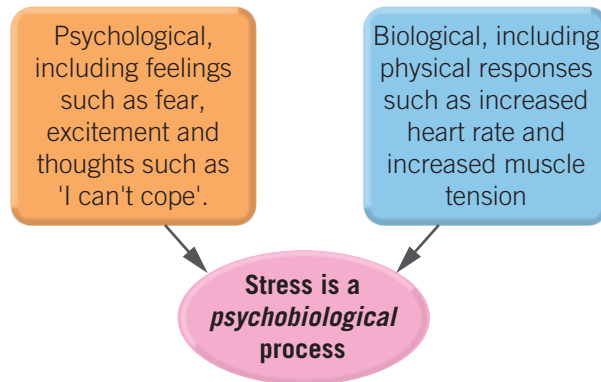 Psychological,
including feelings
such as fear,
excitement and
thoughts such as
'I can't cope'.
Biological, including
physical responses
such as increased
heart rate and
increased muscle
tension
Stress is a
psychobiological
process